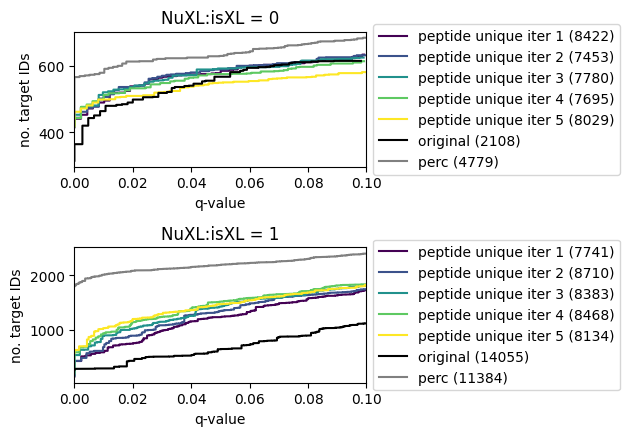 NuXL:isXL = 0
no. target IDs
600
400
0.00 0.02 0.04 0.06 0.08 0.10
q-value
peptide unique iter 1 (8422)
peptide unique iter 2 (7453)
peptide unique iter 3 (7780)
peptide unique iter 4 (7695)
peptide unique iter 5 (8029)
original (2108)
perc (4779)
NuXL:isXL = 1
no. target IDs
2000
1000
0.00 0.02 0.04 0.06 0.08 0.10
q-value
peptide unique iter 1 (7741)
peptide unique iter 2 (8710)
peptide unique iter 3 (8383)
peptide unique iter 4 (8468)
peptide unique iter 5 (8134)
original (14055)
perc (11384)